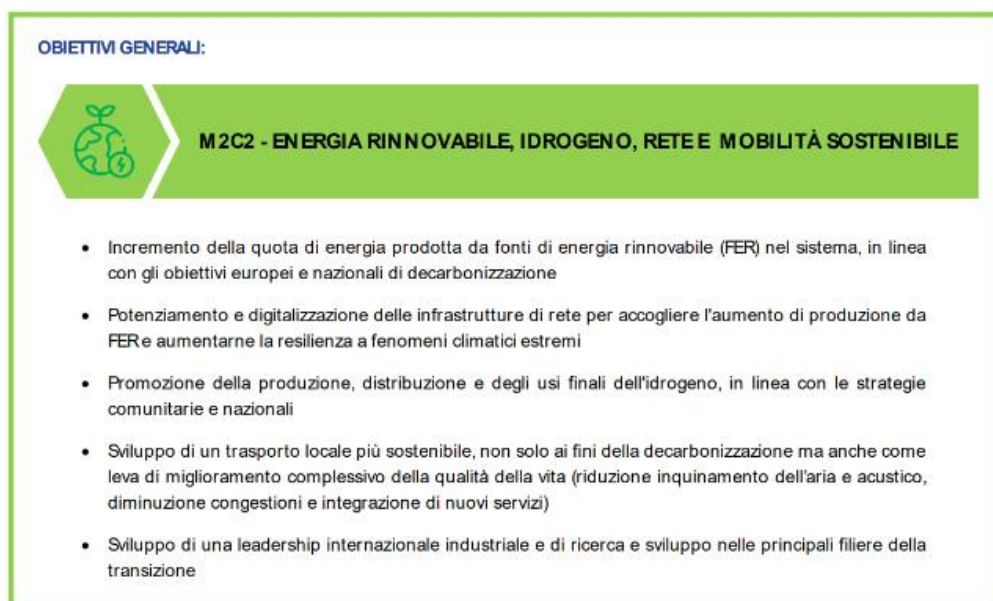 OBIETTIVI GENERALI:
M2C2 - ENERGIA RINNOVABILE, IDROGENO, RETE E MOBILITÀ SOSTENIBILE
• Incremento della quota di energia prodotta da fonti di energia rinnovabile (FER) nel sistema, in linea
con gli obiettivi europei e nazionali di decarbonizzazione
• Potenziamento e digitalizzazione delle infrastrutture di rete per accogliere l'aumento di produzione da
FER e aumentarne la resilienza a fenomeni climatici estremi
• Promozione della produzione, distribuzione e degli usi finali dell'idrogeno, in linea con le strategie
comunitarie e nazionali
• Sviluppo di un trasporto locale più sostenibile, non solo ai fini della decarbonizzazione ma anche come
leva di miglioramento complessivo della qualità della vita (riduzione inquinamento dell'aria e acustico,
diminuzione congestioni e integrazione di nuovi servizi)
• Sviluppo di una leadership internazionale industriale e di ricerca e sviluppo nelle principali filiere della
transizione